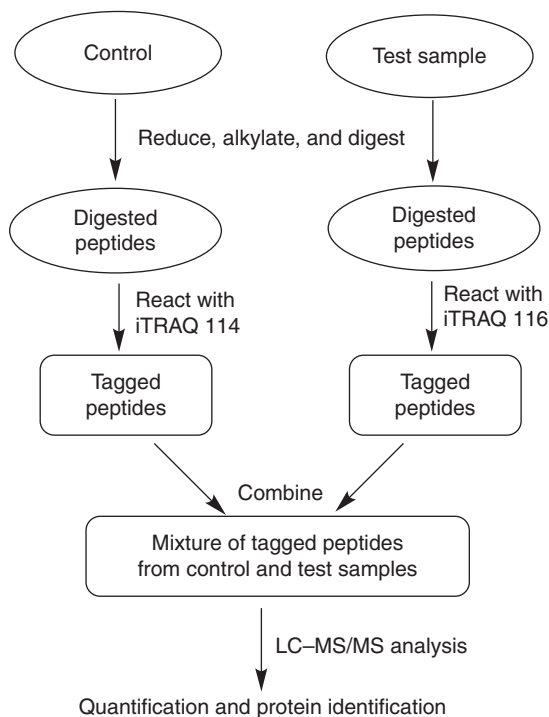 Control
Test sample
Reduce, alkylate, and digest
Digested
peptides
Digested
peptides
React with
iTRAQ 114
React with
iTRAQ 116
Tagged
peptides
Tagged
peptides
Combine
Mixture of tagged peptides
from control and test samples
LC–MS/MS analysis
Quantification and protein identification